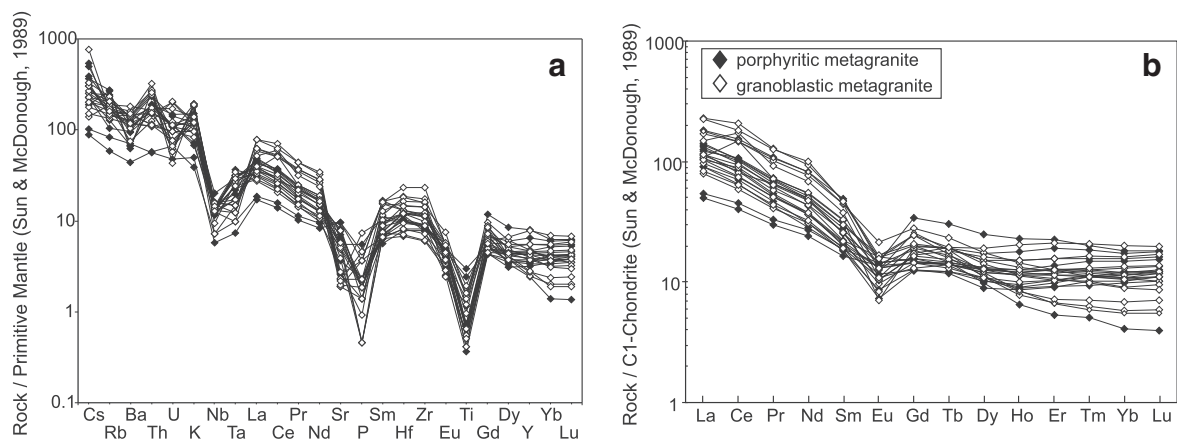 Rock / Primitive Mantle (Sun & McDonough, 1989)
1000
100
10
1
0.1
a
Cs Ba U Nb La Pr Sr Sm Zr Ti Dy Yb
Rb Th K Ta Ce Nd P Hf Eu Gd Y Lu
Rock / C1-Chondrite (Sun & McDonough, 1989)
1000
100
10
1
b
porphyritic metagranite
granoblastic metagranite
La Ce Pr Nd Sm Eu Gd Tb Dy Ho Er Tm Yb Lu